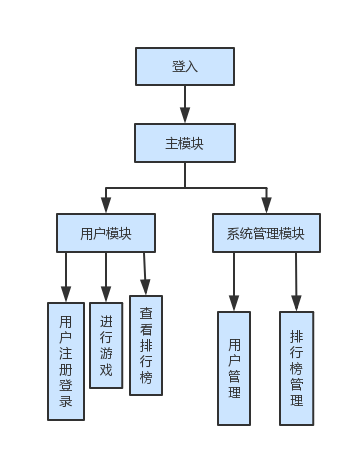 登入
主模块
用户模块
系统管理模块
用户注册登录
进行游戏
查看排行榜
用户管理
排行榜管理